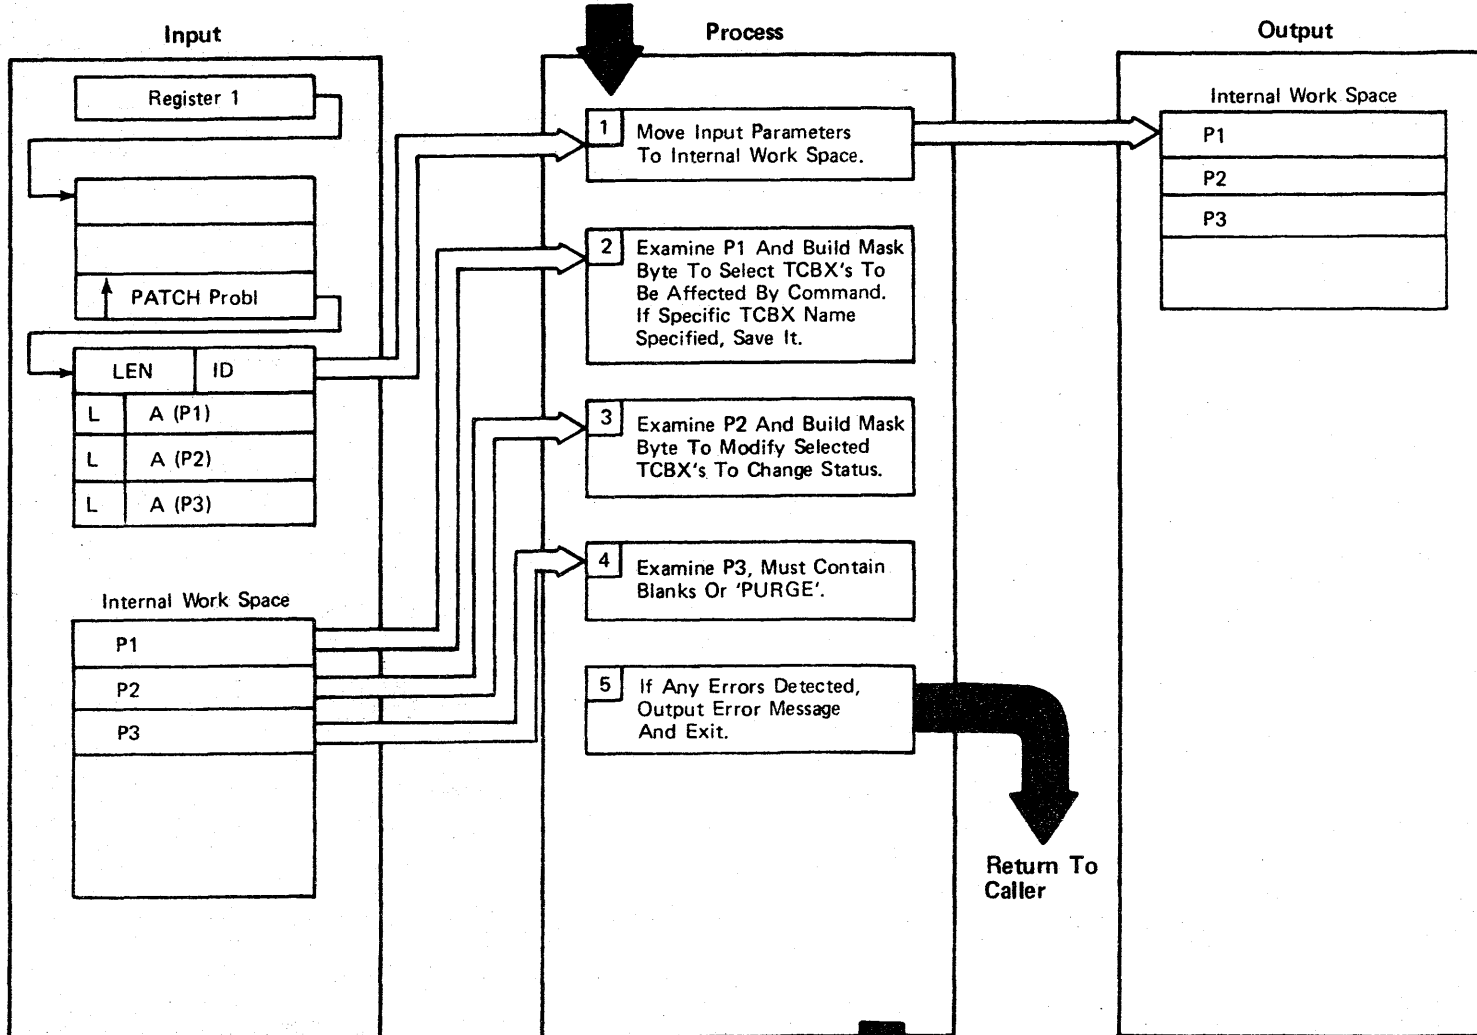 Input
Process
Output
Register 1
PATCH Probl
LEN ID
L A (P1)
L A (P2)
L A (P3)
Internal Work Space
P1
P2
P3
1 Move Input Parameters
To Internal Work Space.
2 Examine P1 And Build Mask
Byte To Select TCBX's To
Be Affected By Command.
If Specific TCBX Name
Specified, Save It.
3 Examine P2 And Build Mask
Byte To Modify Selected
TCBX's To Change Status.
4 Examine P3, Must Contain
Blanks Or 'PURGE'.
5 If Any Errors Detected,
Output Error Message
And Exit.
Return To
Caller
Internal Work Space
P1
P2
P3